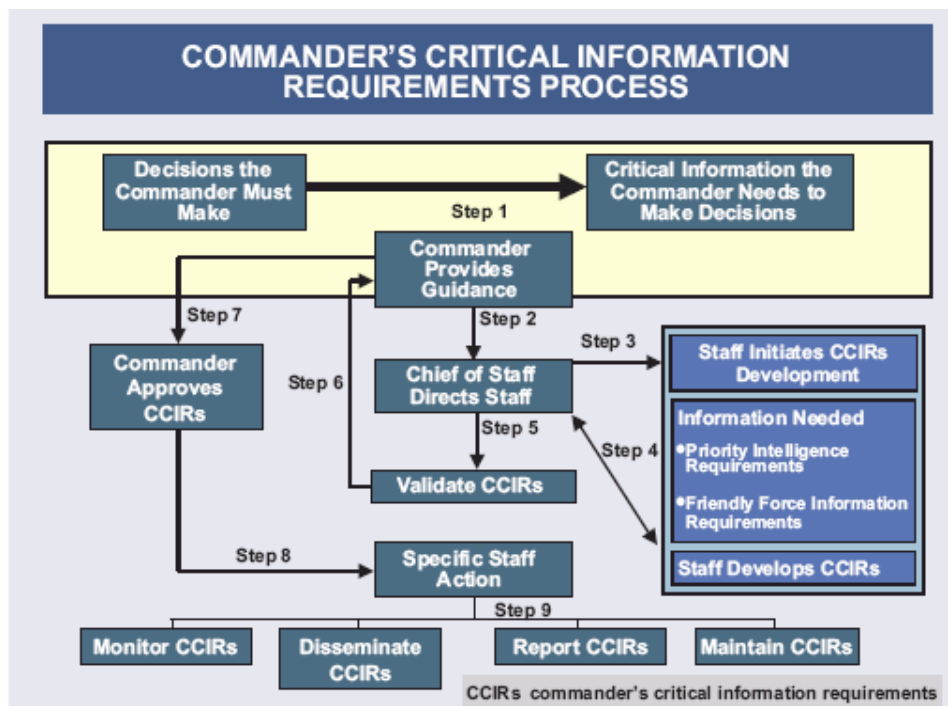 COMMANDER'S CRITICAL INFORMATION
REQUIREMENTS PROCESS
Decisions the
Commander Must
Make
Step 1
Critical Information the
Commander Needs to
Make Decisions
Commander
Provides
Guidance
Step 7
Step 2
Step 3
Commander
Approves
CCIRs
Step 6
Chief of Staff
Directs Staff
Staff Initiates CCIRs
Development
Step 5
Step 4
Information Needed
•Priority Intelligence
Requirements
•Friendly Force Information
Requirements
Validate CCIRs
Staff Develops CCIRs
Step 8
Specific Staff
Action
Step 9
Monitor CCIRs
Disseminate
CCIRs
Report CCIRs
Maintain CCIRs
CCIRs commander's critical information requirements